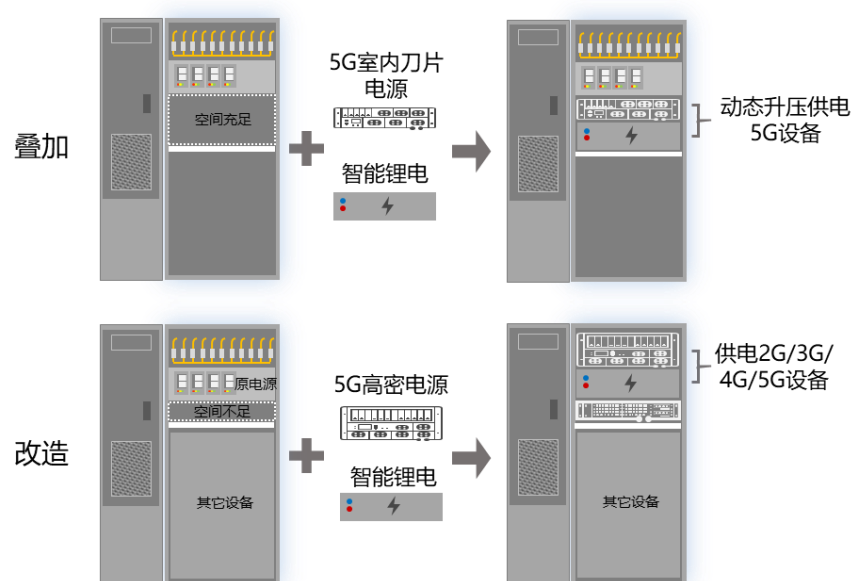 叠加
空间充足
5G室内刀片
电源
智能锂电
动态升压供电
5G设备
改造
原电源
空间不足
其它设备
5G高密电源
智能锂电
供电2G/3G/
4G/5G设备
其它设备